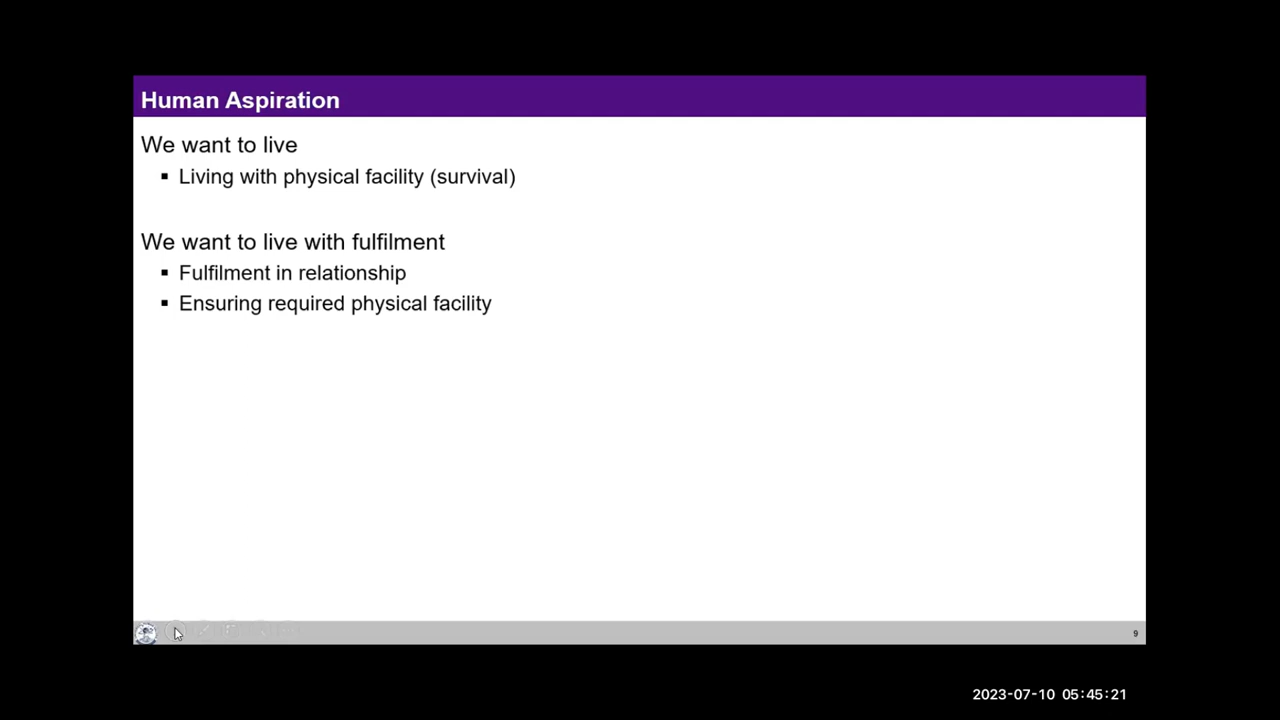 Human Aspiration
We want to live
▪ Living with physical facility (survival)
We want to live with fulfilment
▪ Fulfilment in relationship
▪ Ensuring required physical facility
9
2023-07-10 05:45:21